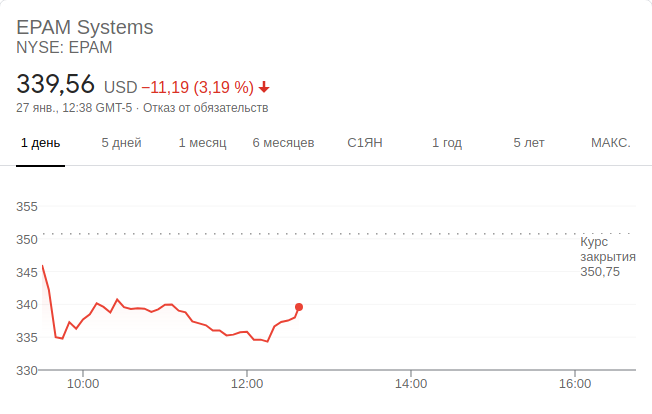 EPAM Systems
NYSE: EPAM
339,56 USD −11,19 (3,19 %)
27 янв., 12:38 GMT-5 · Отказ от обязательств
1 день 5 дней 1 месяц 6 месяцев С1ЯН 1 год 5 лет МАКС.
355
350
Курс
закрытия
350,75
345
340
335
330
10:00 12:00 14:00 16:00